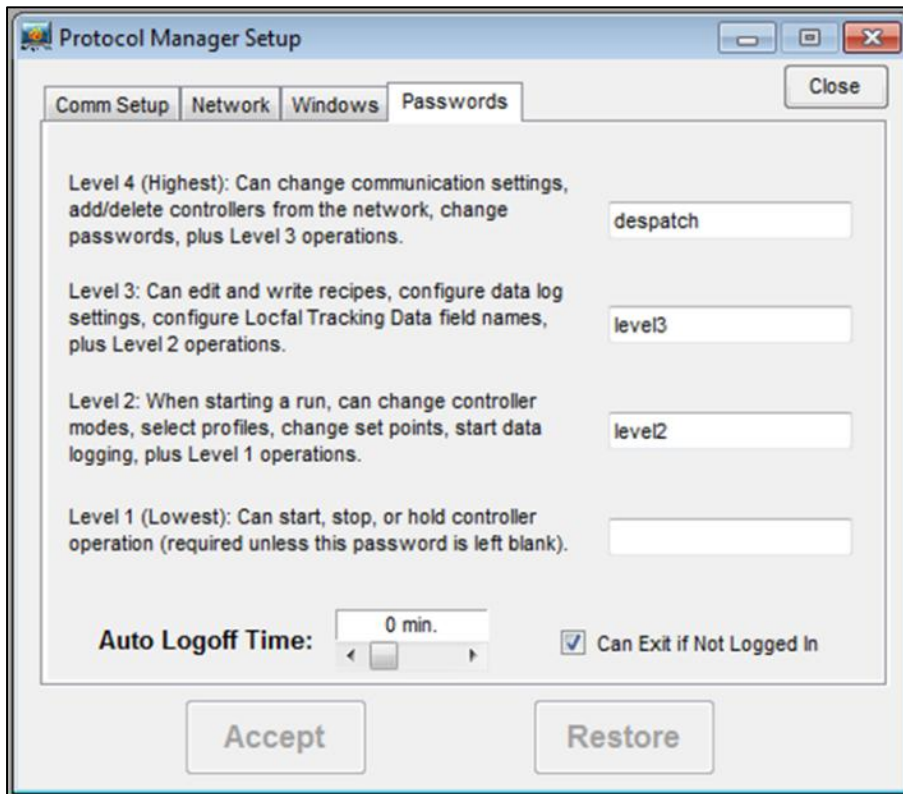 Protocol Manager Setup
Close
Comm Setup Network Windows Passwords
Level 4 (Highest): Can change communication settings,
add/delete controllers from the network, change
passwords, plus Level 3 operations.
despatch
Level 3: Can edit and write recipes, configure data log
settings, configure Locfal Tracking Data field names,
plus Level 2 operations.
level3
Level 2: When starting a run, can change controller
modes, select profiles, change set points, start data
logging, plus Level 1 operations.
level2
Level 1 (Lowest): Can start, stop, or hold controller
operation (required unless this password is left blank).
Auto Logoff Time:
0 min.
Can Exit if Not Logged In
Accept
Restore